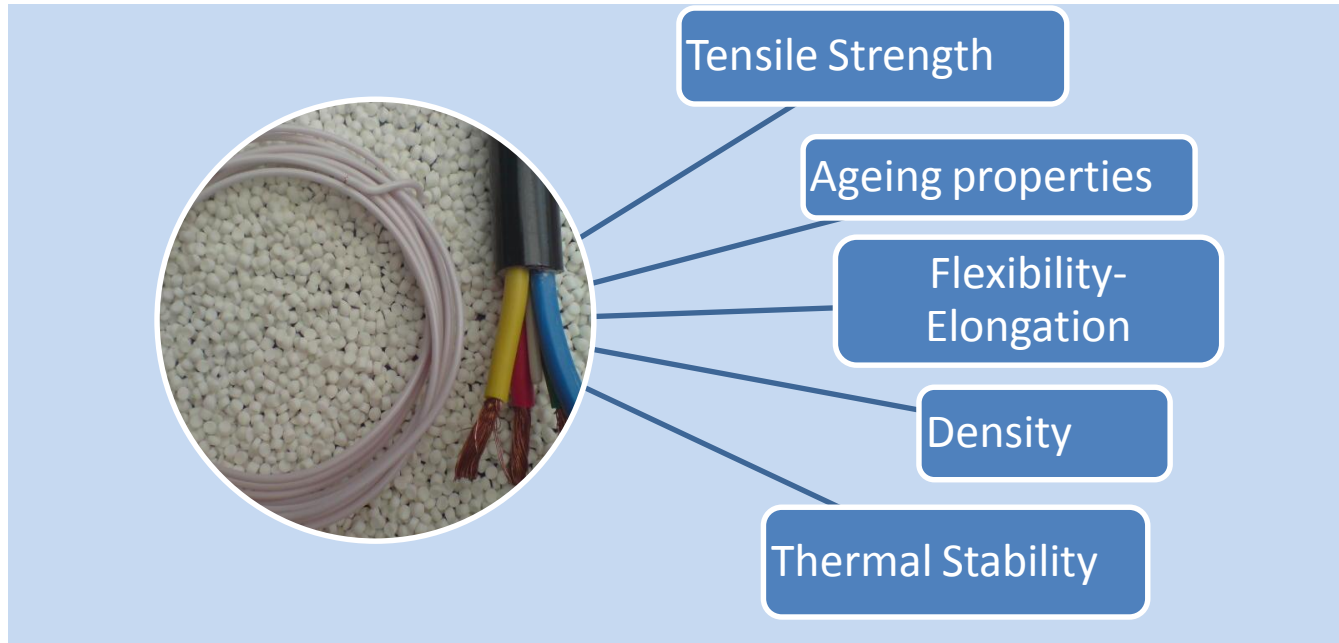 Tensile Strength
Ageing properties
Flexibility-
Elongation
Density
Thermal Stability